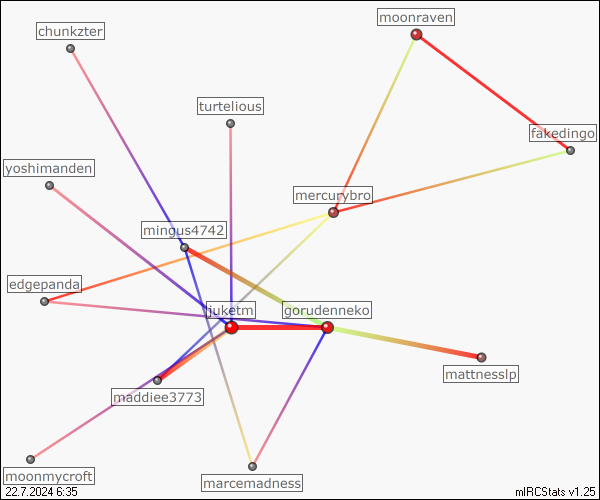 moonraven
chunkzter
turtelious
fakedingo
yoshimanden
mercurybro
mingus4742
edgepanda
juketm
gorudenneko
mattnesslp
maddiee3773
moonmycroft
marcemadness
22.7.2024 6:35
mIRCStats v1.25